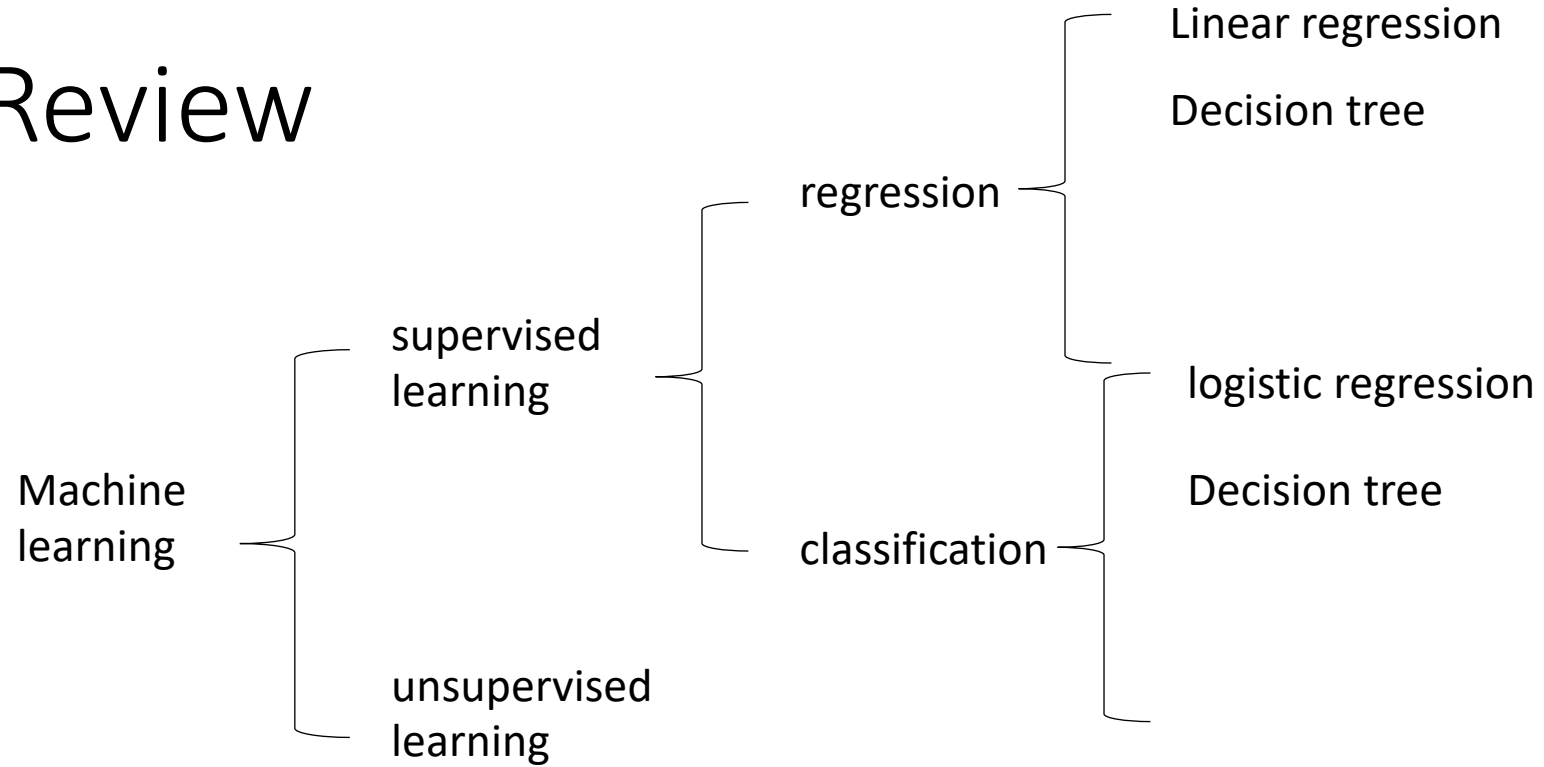 Review
Linear regression
Decision tree
regression
supervised
learning
logistic regression
Machine
learning
Decision tree
classification
unsupervised
learning